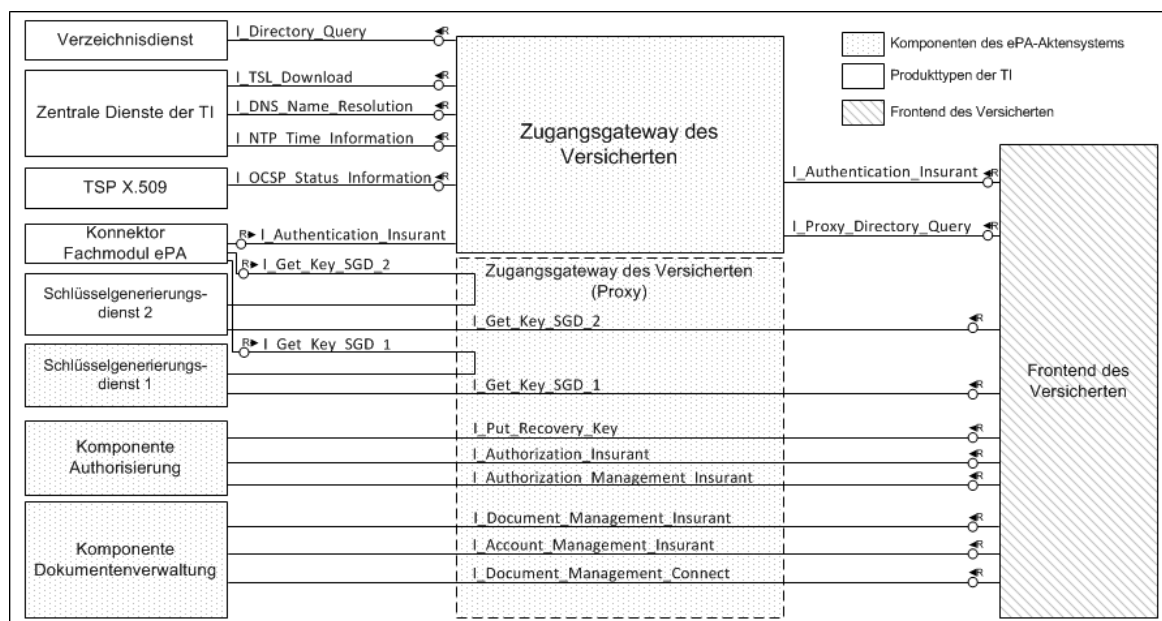 Verzeichnisdienst
I_Directory_Query
R
Komponenten des ePA-Aktensystems
Produkttypen der TI
Frontend des Versicherten
Zentrale Dienste der TI
I_TSL_Download
R
I_DNS_Name_Resolution
R
I_NTP_Time_Information
R
Zugangsgateway des
Versicherten
TSP X.509
I_OCSP_Status_Information
R
I_Authentication_Insurant
R
I_Proxy_Directory_Query
R
Konnektor
Fachmodul ePA
R
I_Authentication_Insurant
R
I_Get_Key_SGD_2
Zugangsgateway des Versicherten
(Proxy)
Schlüsselgenerierungs-
dienst 2
I_Get_Key_SGD_2
R
R
I_Get_Key_SGD_1
Schlüsselgenerierungs-
dienst 1
I_Get_Key_SGD_1
R
Frontend des
Versicherten
Komponente
Authorisierung
I_Put_Recovery_Key
R
I_Authorization_Insurant
R
I_Authorization_Management_Insurant
R
Komponente
Dokumentenverwaltung
I_Document_Management_Insurant
R
I_Account_Management_Insurant
R
I_Document_Management_Connect
R